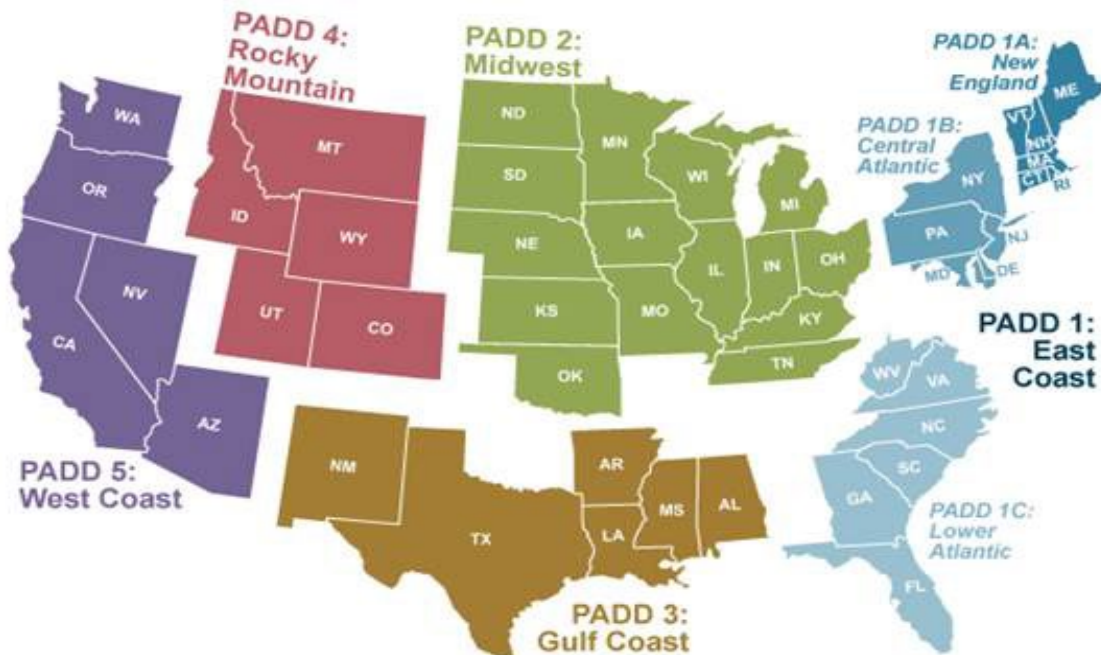 PADD 4:
Rocky
Mountain
PADD 2:
Midwest
PADD 1A:
New
England
PADD 1B:
Central
Atlantic
WA
OR
CA
NV
AZ
PADD 5:
West Coast
MT
ID
WY
UT
CO
ND
SD
NE
KS
OK
MN
IA
MO
WI
IL
MI
IN
OH
KY
TN
ME
VT
NH
MA
CT
RI
NY
PA
NJ
MD
DE
PADD 1:
East
Coast
WV
VA
NC
SC
GA
FL
PADD 1C:
Lower
Atlantic
NM
TX
AR
LA
MS
AL
PADD 3:
Gulf Coast